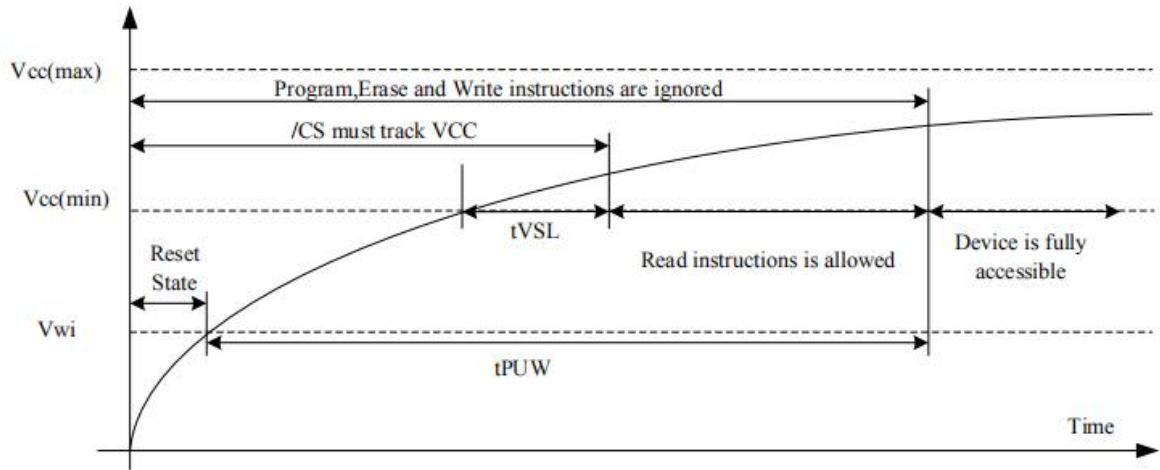 Vcc(max)
Program,Erase and Write instructions are ignored
/CS must track VCC
Vcc(min)
tVSL
Read instructions is allowed
Device is fully
accessible
Reset
State
Vwi
tPUW
Time